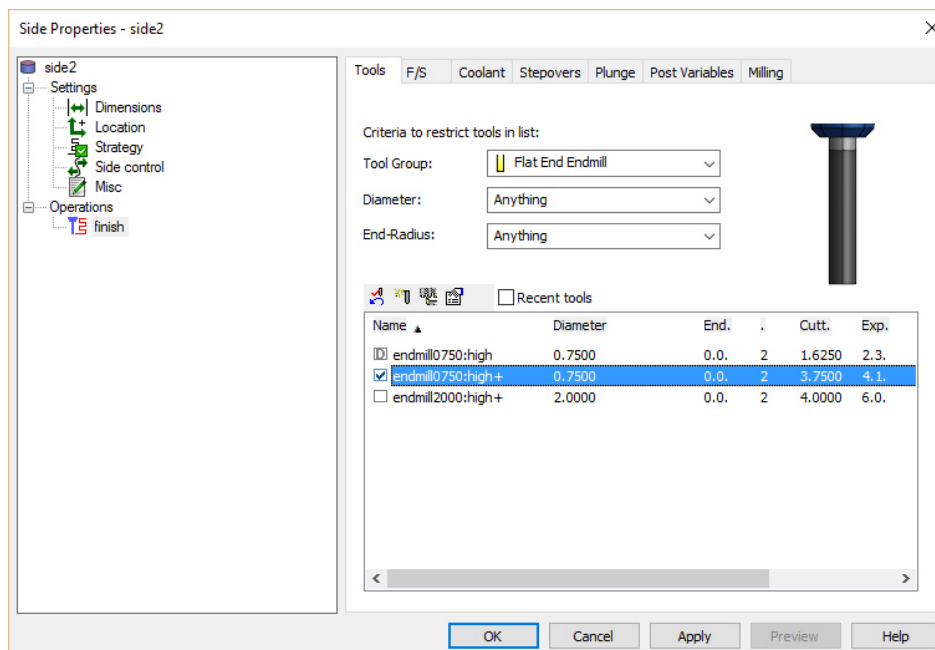 Side Properties - side2
side2
Settings
Dimensions
Location
Strategy
Side control
Misc
Operations
finish
Tools F/S Coolant Stepovers Plunge Post Variables Milling
Criteria to restrict tools in list:
Tool Group: Flat End Endmill
Diameter: Anything
End-Radius: Anything
Recent tools
Name Diameter End. . Cutt. Exp.
D endmill0750:high 0.7500 0.0. 2 1.6250 2.3.
endmill0750:high+ 0.7500 0.0. 2 3.7500 4.1.
endmill2000:high+ 2.0000 0.0. 2 4.0000 6.0.
OK Cancel Apply Preview Help